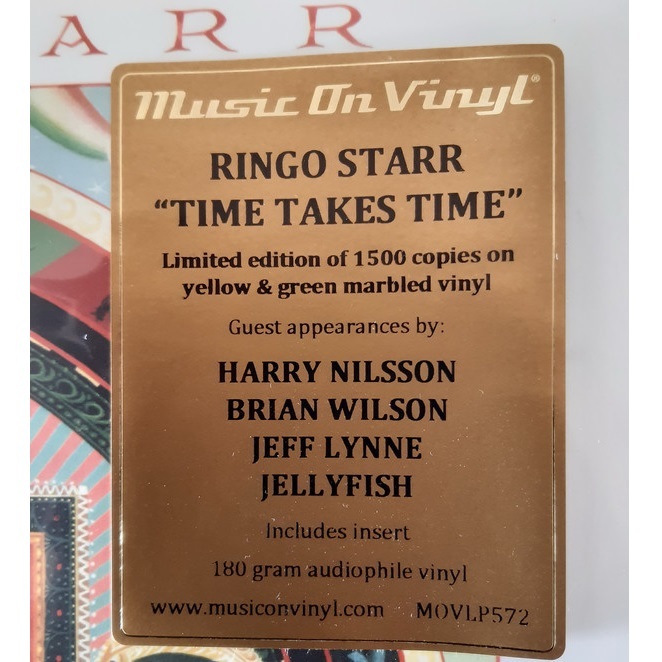 ARR
Music On Vinyl®
RINGO STARR
“TIME TAKES TIME”
Limited edition of 1500 copies on
yellow & green marbled vinyl
Guest appearances by:
HARRY NILSSON
BRIAN WILSON
JEFF LYNNE
JELLYFISH
Includes insert
180 gram audiophile vinyl
www.musiconvinyl.com MOVLP572